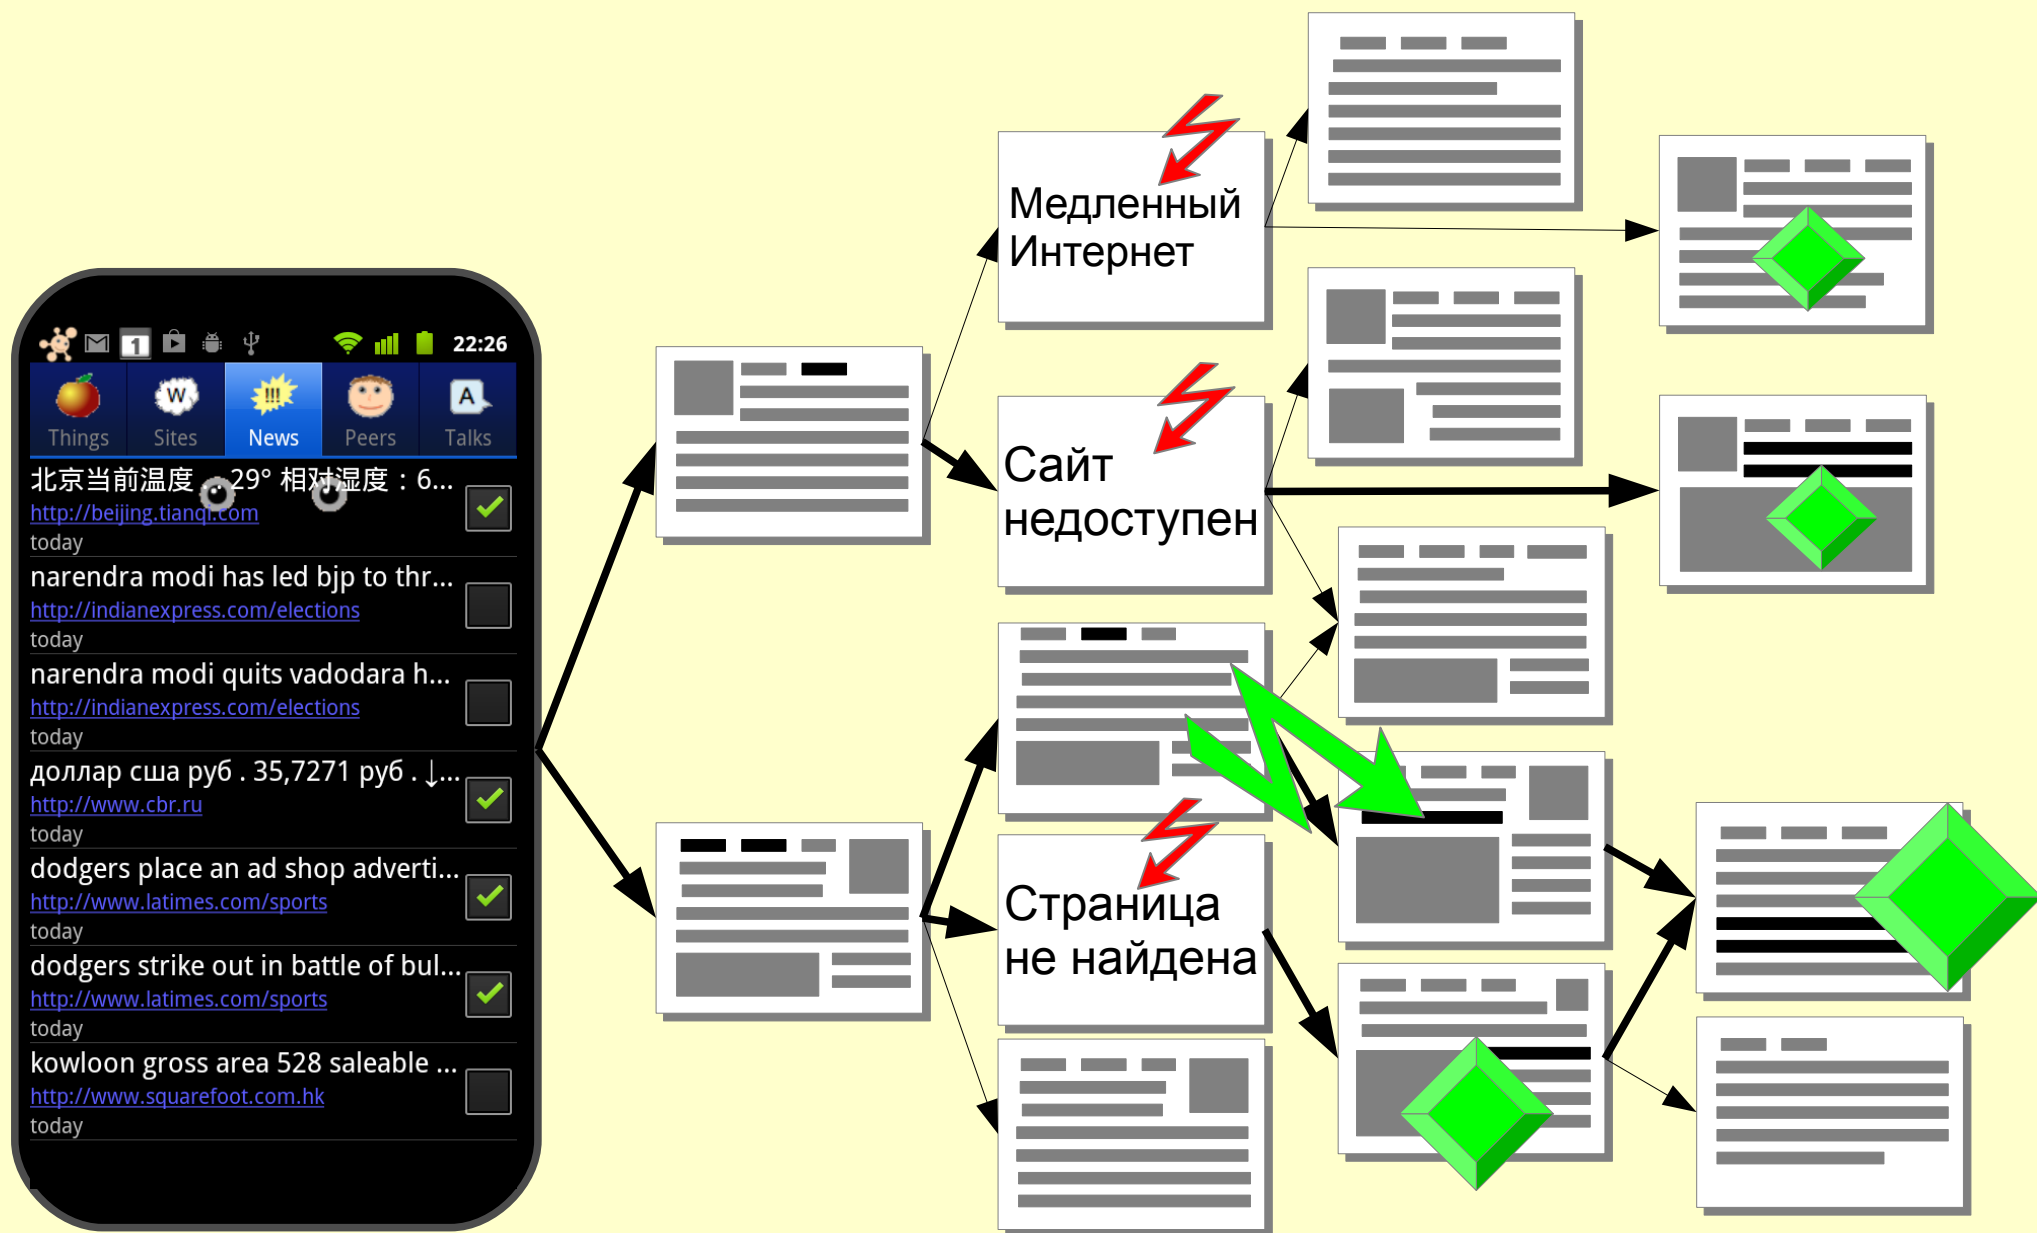 1
22:26
W
!!!
A
Things
Sites
News
Peers
Talks
北京当前温度 . . 29° 相对湿度 : 6...
http://beijing.tianqi.com
today
narendra modi has led bjp to thr...
http://indianexpress.com/elections
today
narendra modi quits vadodara h...
http://indianexpress.com/elections
today
доллар сша руб . 35,7271 руб . ↓...
http://www.cbr.ru
today
dodgers place an ad shop adverti...
http://www.latimes.com/sports
today
dodgers strike out in battle of bul...
http://www.latimes.com/sports
today
kowloon gross area 528 saleable ...
http://www.squarefoot.com.hk
today
Медленный
Интернет
Сайт
недоступен
Страница
не найдена